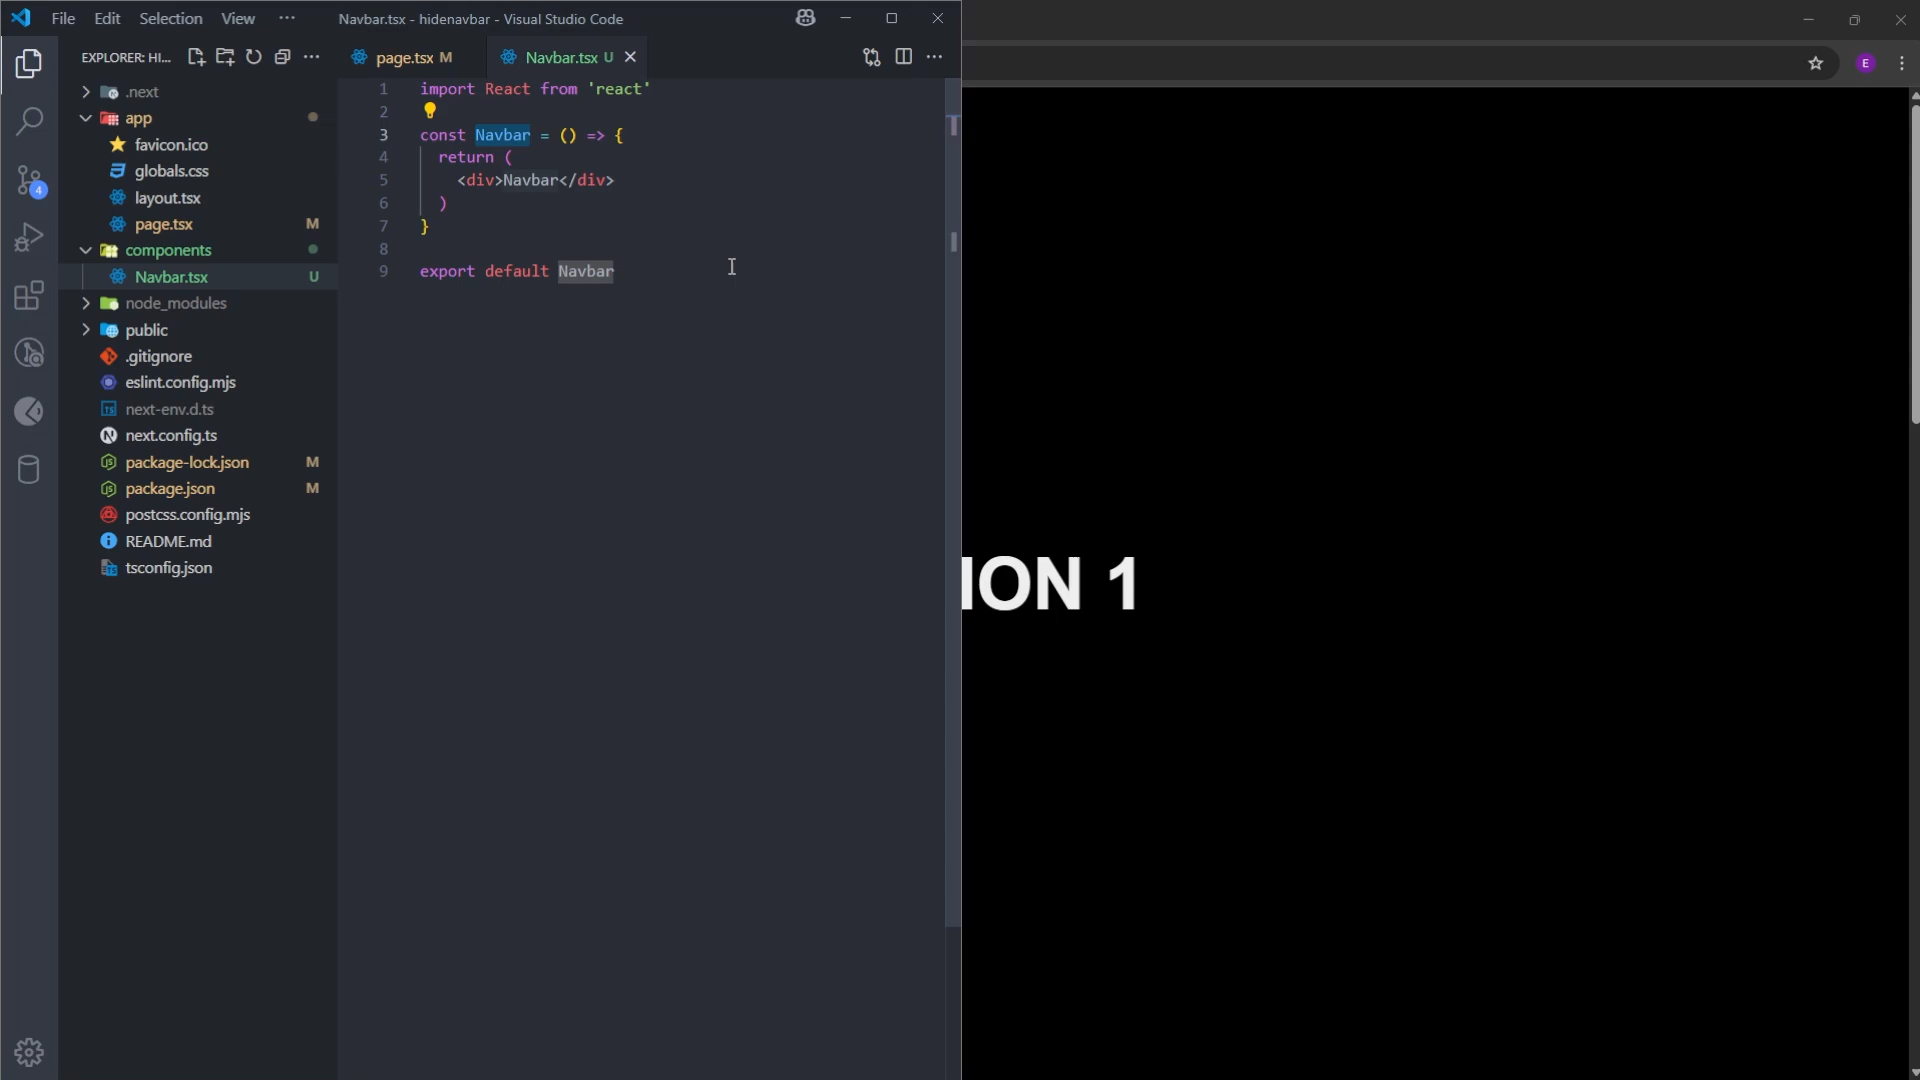 File Edit Selection View ··· Navbar.tsx - hidenavbar - Visual Studio Code
EXPLORER: HI... ···
page.tsx M
Navbar.tsx U
E
.next
app
favicon.ico
globals.css
layout.tsx
page.tsx M
components
Navbar.tsx U
node_modules
public
.gitignore
eslint.config.mjs
next-env.d.ts
next.config.ts
package-lock.json M
package.json M
postcss.config.mjs
README.md
tsconfig.json
4
1 import React from 'react'
2
3 const Navbar = () => {
4 return (
5 <div>Navbar</div>
6 )
7 }
8
9 export default Navbar
ION 1